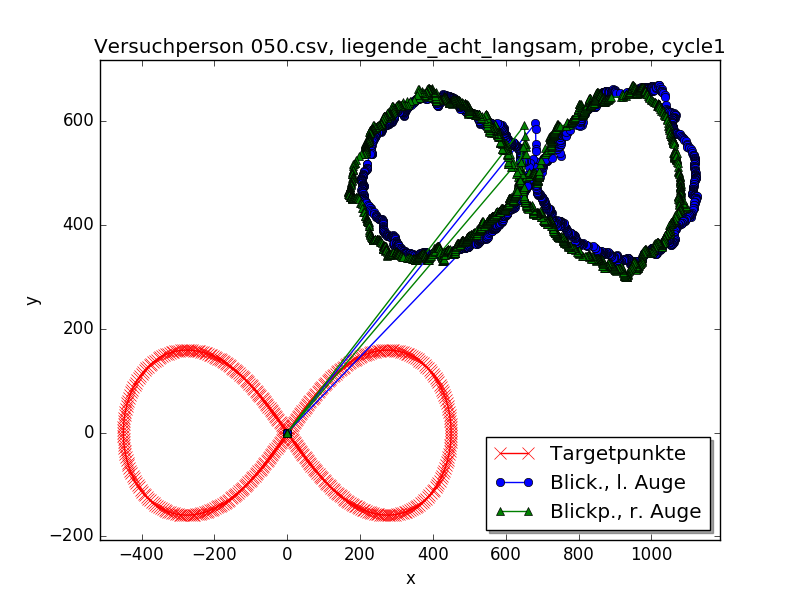 Versuchperson 050.csv, liegende_acht_langsam, probe, cycle1
y
600
400
200
0
−200
−400
−200
0
200
400
600
800
1000
x
Targetpunkte
Blick., l. Auge
Blickp., r. Auge